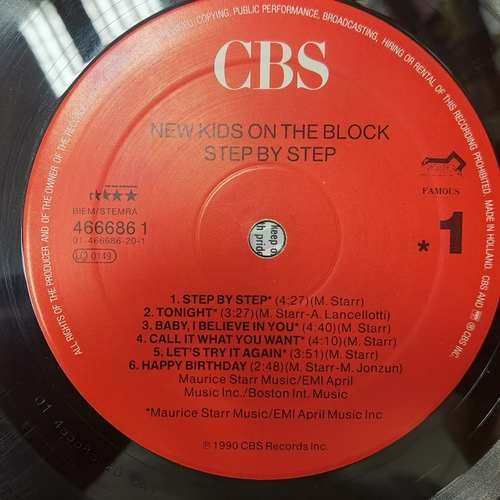 ALL RIGHTS OF THE PRODUCER AND OF THE OWNER OF THE
COPYING, PUBLIC PERFORMANCE, BROADCASTING, HIRING OR RENTAL OF THIS RECORDING PROHIBITED. MADE IN HOLLAND. CBS AND ℗ CBS INC.
CBS
NEW KIDS ON THE BLOCK
STEP BY STEP
BIEM/STEMRA
466686 1
01-466686-20-1
LC 0149
FAMOUS
* 1
Keep o
h prid
1. STEP BY STEP* (4:27)(M. Starr)
2. TONIGHT* (3:27)(M. Starr-A. Lancellotti)
3. BABY, I BELIEVE IN YOU* (4:40)(M. Starr)
4. CALL IT WHAT YOU WANT* (4:10)(M. Starr)
5. LET'S TRY IT AGAIN* (3:51)(M. Starr)
6. HAPPY BIRTHDAY (2:48)(M. Starr-M. Jonzun)
Maurice Starr Music/EMI April
Music Inc./Boston Int. Music
*Maurice Starr Music/EMI April Music Inc.
℗ 1990 CBS Records Inc.